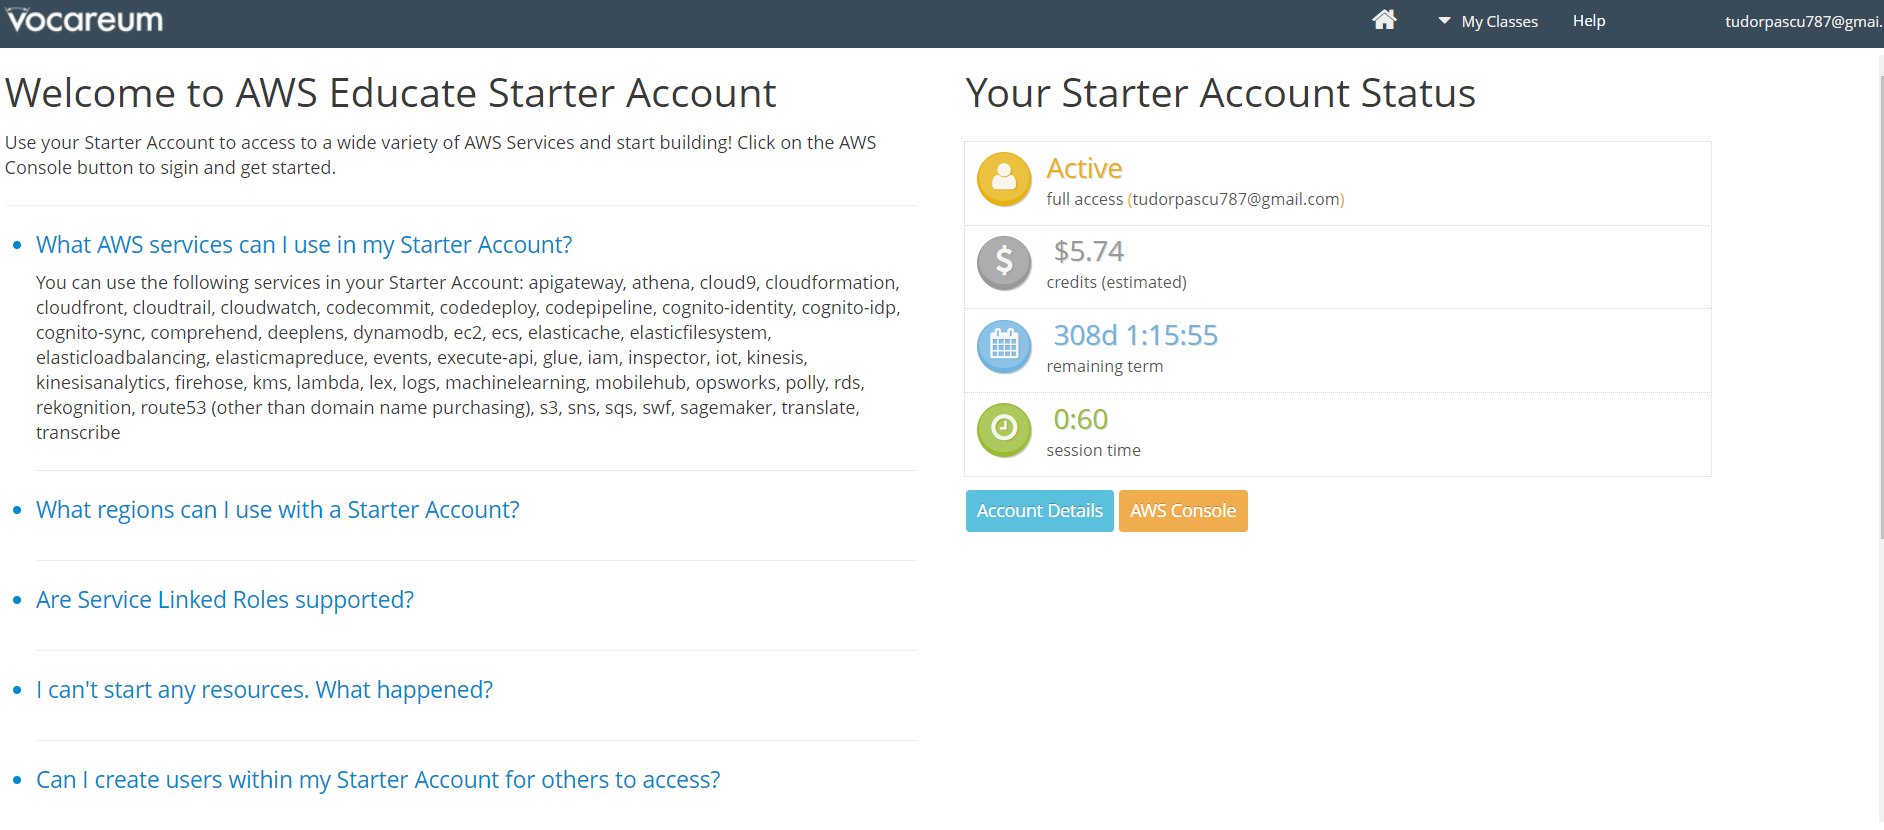 Vocareum
My Classes
Help
tudorpascu787@gmai.
Welcome to AWS Educate Starter Account
Use your Starter Account to access to a wide variety of AWS Services and start building! Click on the AWS
Console button to sigin and get started.
What AWS services can I use in my Starter Account?
You can use the following services in your Starter Account: apigateway, athena, cloud9, cloudformation,
cloudfront, cloudtrail, cloudwatch, codecommit, codedeploy, codepipeline, cognito-identity, cognito-idp,
cognito-sync, comprehend, deeplens, dynamodb, ec2, ecs, elasticache, elasticfilesystem,
elasticloadbalancing, elasticmapreduce, events, execute-api, glue, iam, inspector, iot, kinesis,
kinesisanalytics, firehose, kms, lambda, lex, logs, machinelearning, mobilehub, opsworks, polly, rds,
rekognition, route53 (other than domain name purchasing), s3, sns, sqs, swf, sagemaker, translate,
transcribe
What regions can I use with a Starter Account?
Are Service Linked Roles supported?
I can't start any resources. What happened?
Can I create users within my Starter Account for others to access?
Your Starter Account Status
Active
full access (tudorpascu787@gmail.com)
$
$5.74
credits (estimated)
308d 1:15:55
remaining term
0:60
session time
Account Details
AWS Console